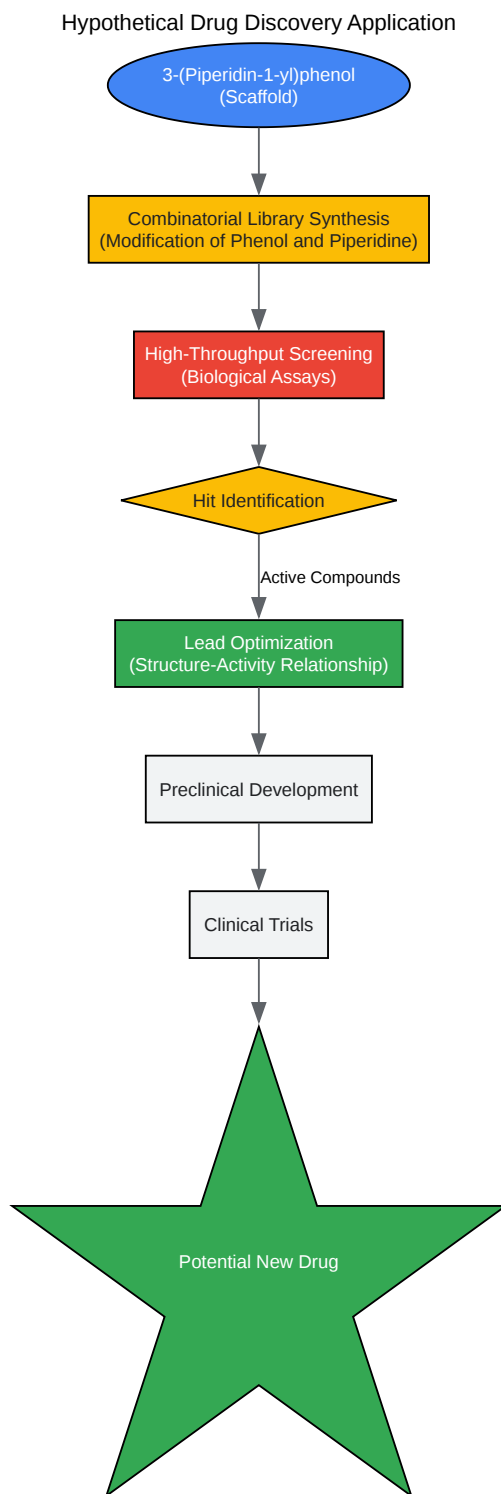 Hypothetical Drug Discovery Application
3-(Piperidin-1-yl)phenol
(Scaffold)
Combinatorial Library Synthesis
(Modification of Phenol and Piperidine)
High-Throughput Screening
(Biological Assays)
Hit Identification
Active Compounds
Lead Optimization
(Structure-Activity Relationship)
Preclinical Development
Clinical Trials
Potential New Drug